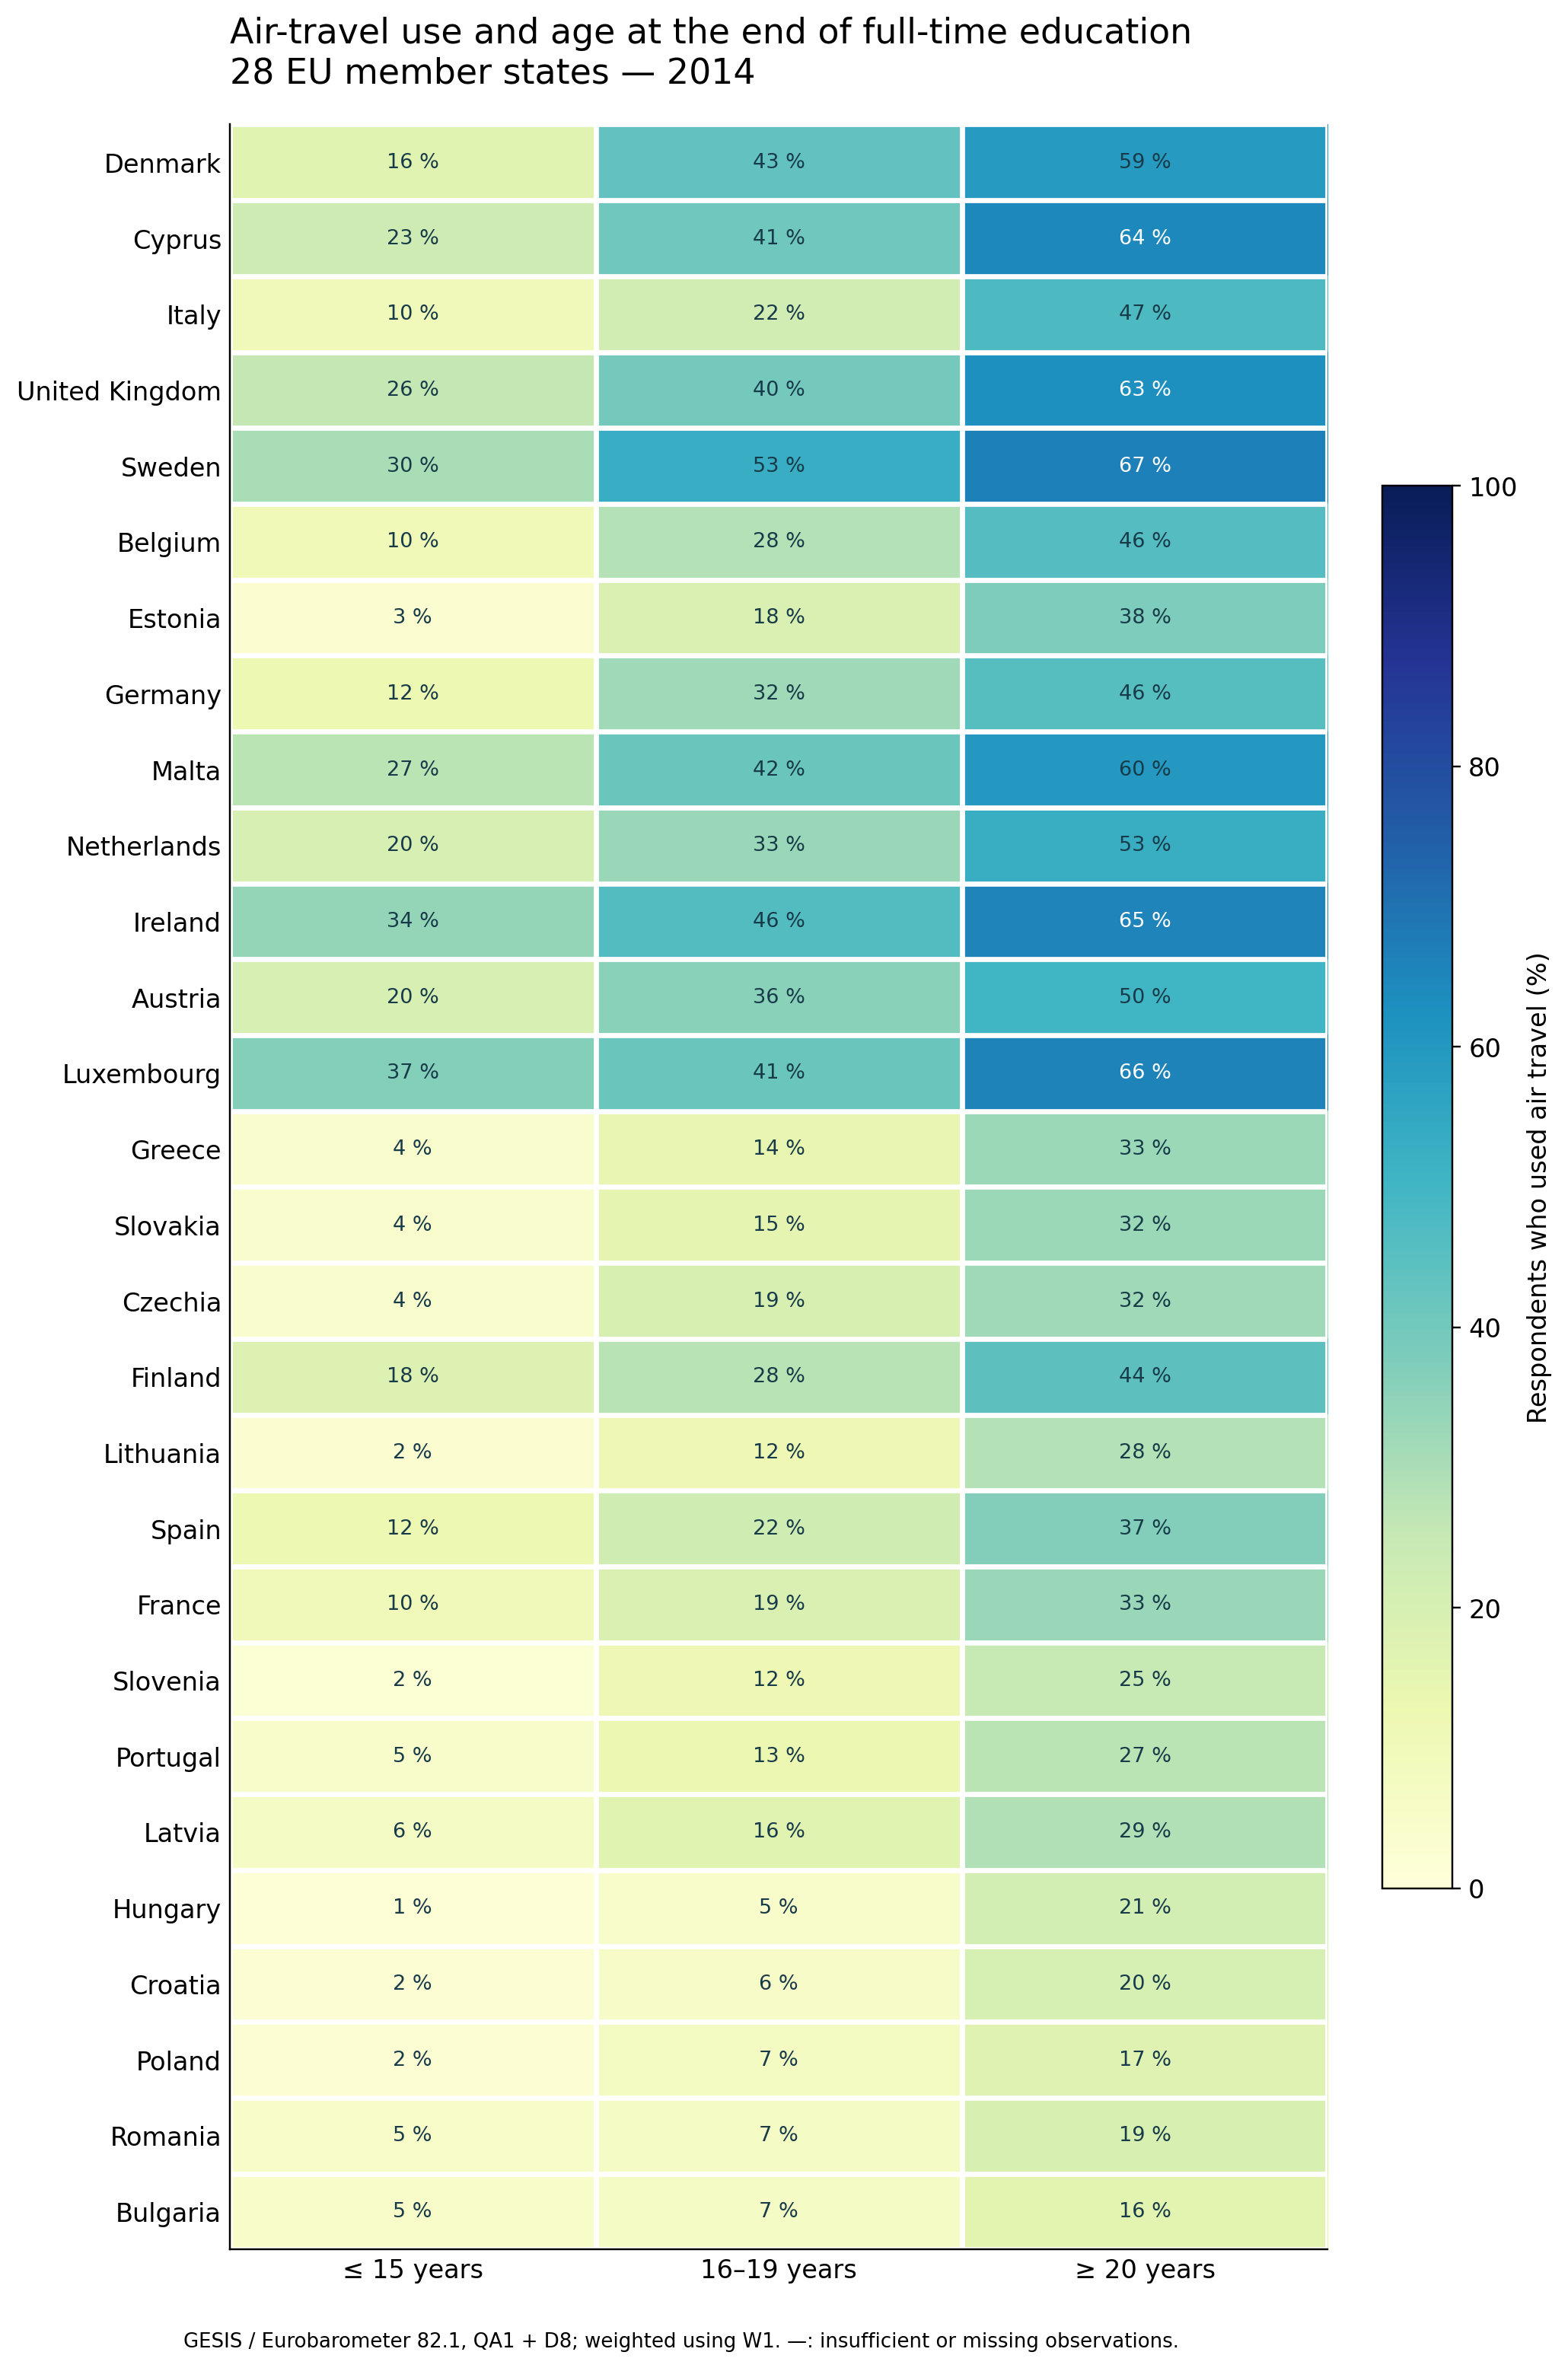 Air-travel use and age at the end of full-time education
28 EU member states — 2014
Denmark 16 % 43 % 59 %
Cyprus 23 % 41 % 64 %
Italy 10 % 22 % 47 %
United Kingdom 26 % 40 % 63 %
Sweden 30 % 53 % 67 %
Belgium 10 % 28 % 46 %
Estonia 3 % 18 % 38 %
Germany 12 % 32 % 46 %
Malta 27 % 42 % 60 %
Netherlands 20 % 33 % 53 %
Ireland 34 % 46 % 65 %
Austria 20 % 36 % 50 %
Luxembourg 37 % 41 % 66 %
Greece 4 % 14 % 33 %
Slovakia 4 % 15 % 32 %
Czechia 4 % 19 % 32 %
Finland 18 % 28 % 44 %
Lithuania 2 % 12 % 28 %
Spain 12 % 22 % 37 %
France 10 % 19 % 33 %
Slovenia 2 % 12 % 25 %
Portugal 5 % 13 % 27 %
Latvia 6 % 16 % 29 %
Hungary 1 % 5 % 21 %
Croatia 2 % 6 % 20 %
Poland 2 % 7 % 17 %
Romania 5 % 7 % 19 %
Bulgaria 5 % 7 % 16 %
≤ 15 years 16–19 years ≥ 20 years
100
80
60
40
20
0
Respondents who used air travel (%)
GESIS / Eurobarometer 82.1, QA1 + D8; weighted using W1. —: insufficient or missing observations.